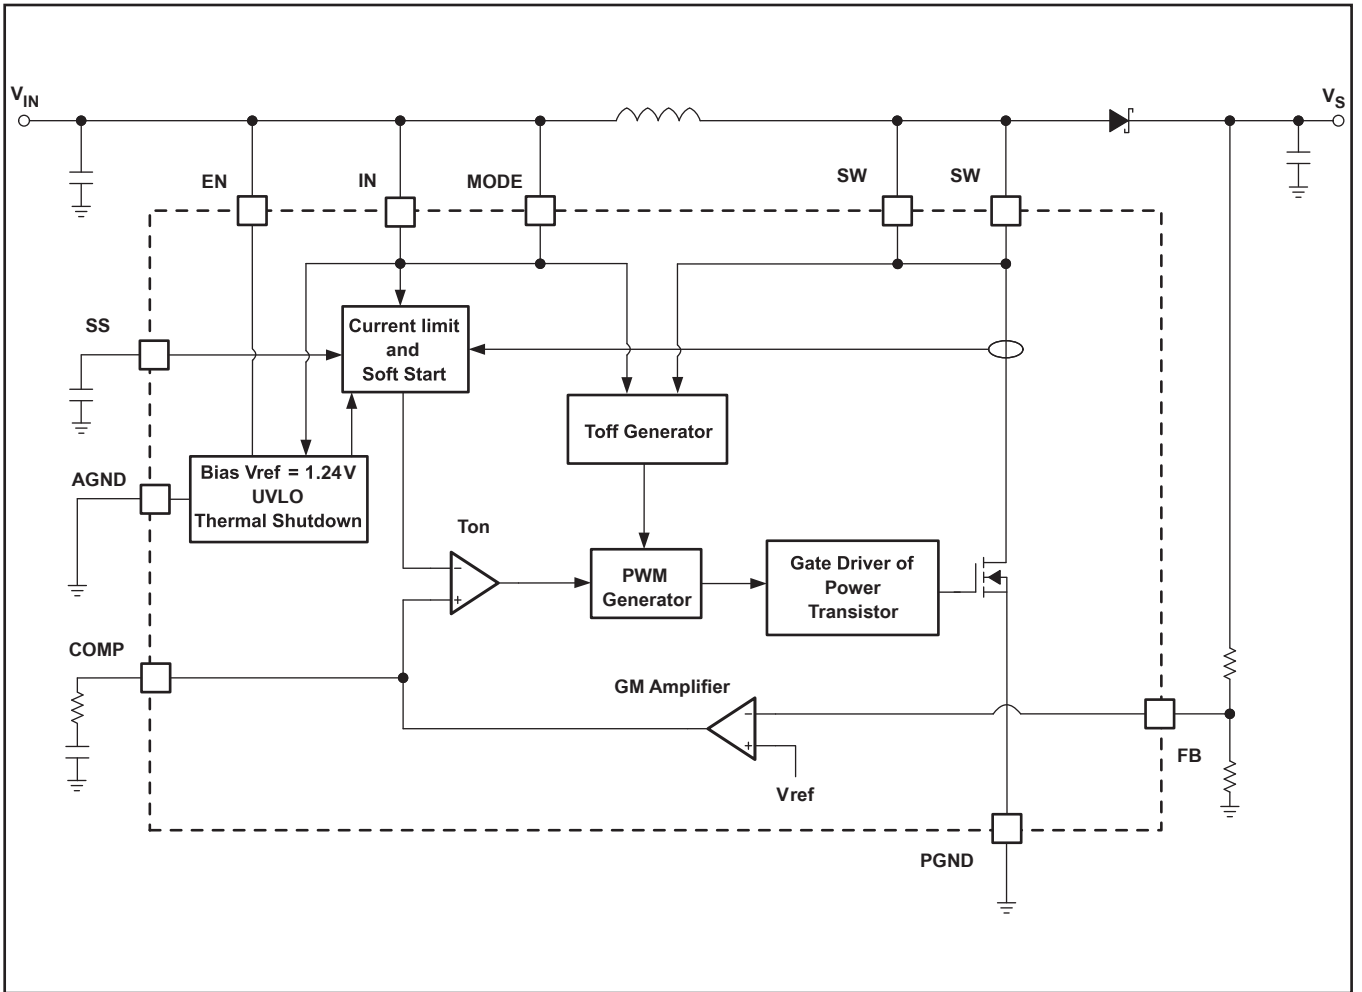 VIN
VS
EN
IN
MODE
SW
SW
SS
Current limit
and
Soft Start
Toff Generator
AGND
Bias Vref = 1.24V
UVLO
Thermal Shutdown
Ton
−
+
PWM
Generator
Gate Driver of
Power
Transistor
COMP
GM Amplifier
−
+
Vref
FB
PGND